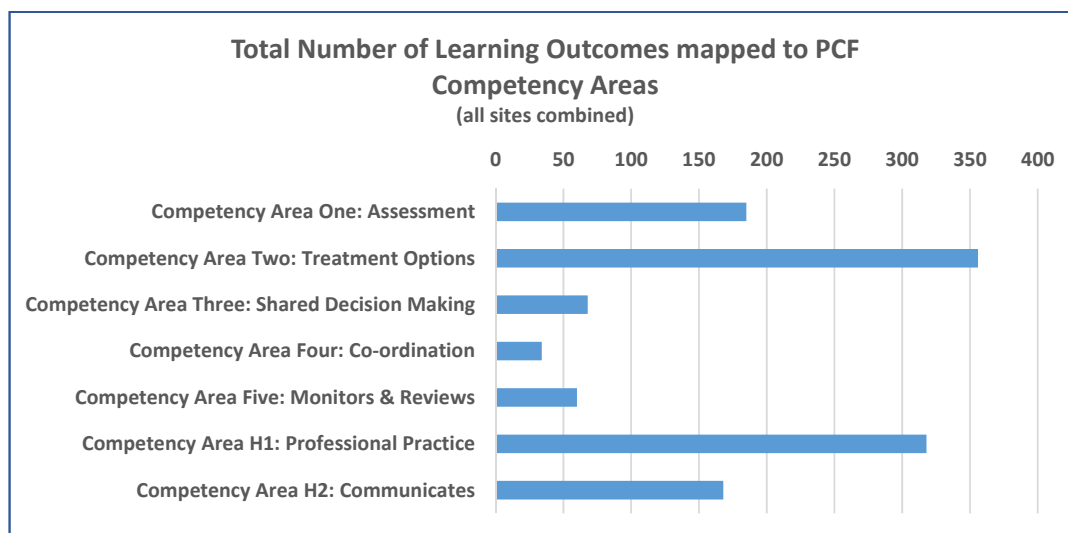 Total Number of Learning Outcomes mapped to PCF
Competency Areas
(all sites combined)
0 50 100 150 200 250 300 350 400
Competency Area One: Assessment
Competency Area Two: Treatment Options
Competency Area Three: Shared Decision Making
Competency Area Four: Co-ordination
Competency Area Five: Monitors & Reviews
Competency Area H1: Professional Practice
Competency Area H2: Communicates